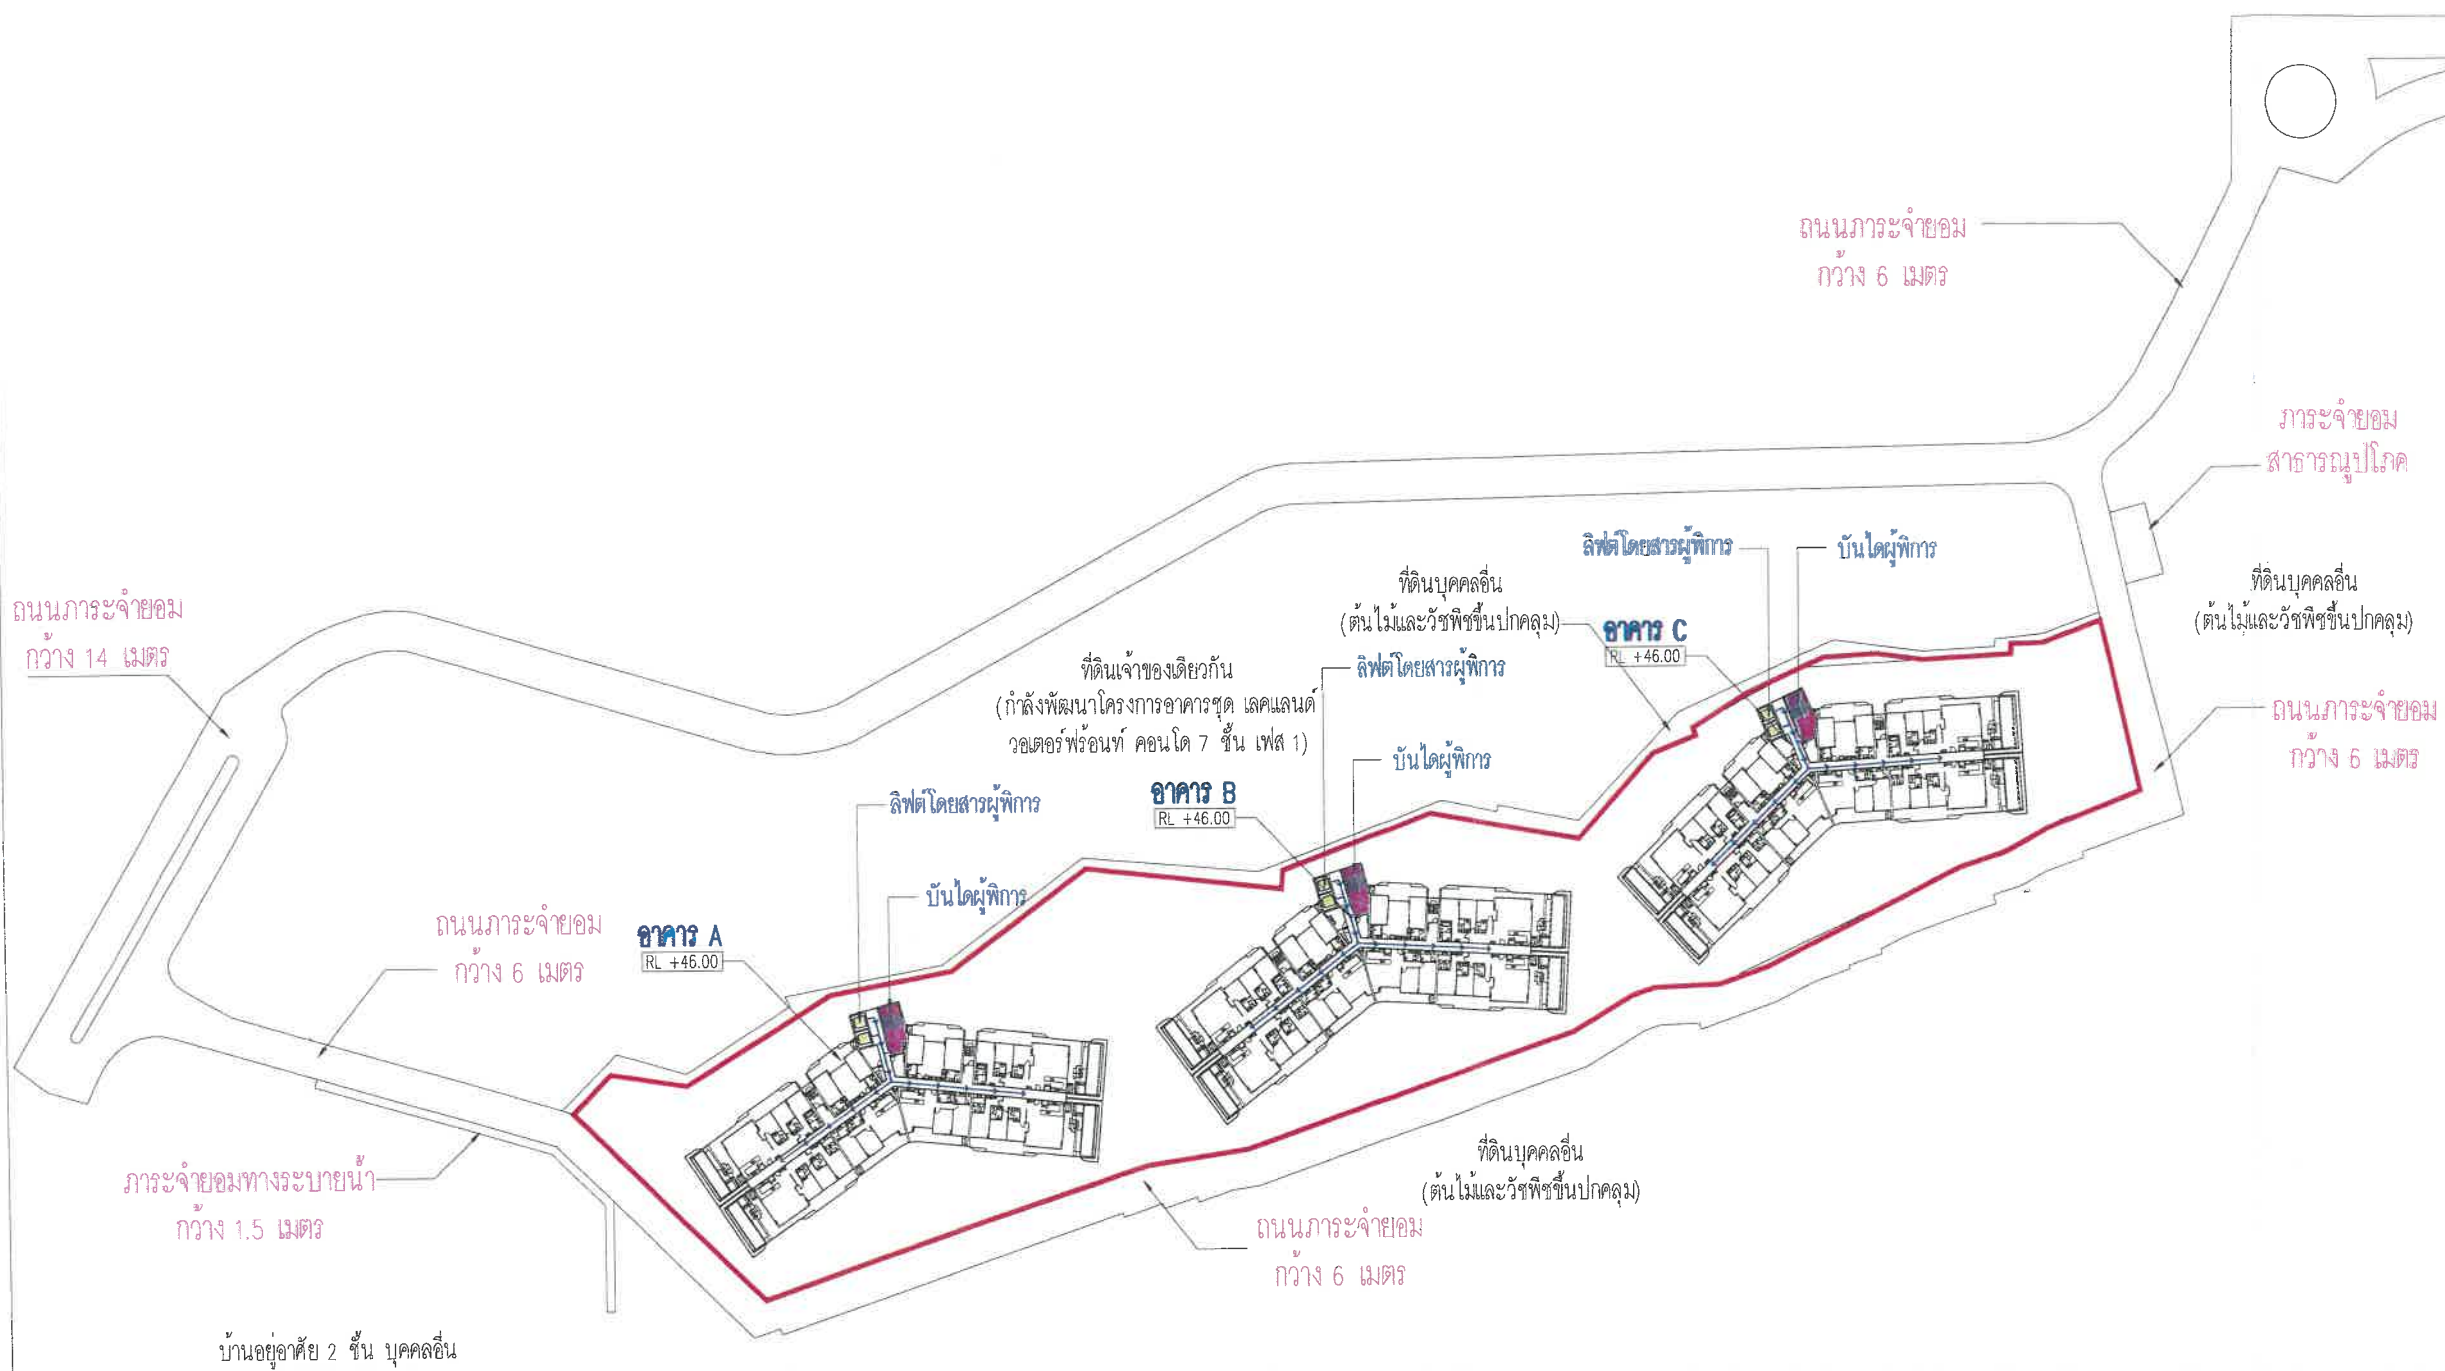 ถนนภาระจำยอม
กว้าง 6 เมตร
ภาระจำยอม
สาธารณูปโภค
ลิฟต์โดยสารผู้พิการ
บันไดผู้พิการ
ที่ดินบุคคลอื่น
(ต้นไม้และวัชพืชขึ้นปกคลุม)
ที่ดินบุคคลอื่น
(ต้นไม้และวัชพืชขึ้นปกคลุม)
ถนนภาระจำยอม
กว้าง 14 เมตร
อาคาร C
RL +46.00
ที่ดินเจ้าของเดียวกัน
(กำลังพัฒนาโครงการอาคารชุด เลคแลนด์
วอเตอร์ฟร้อนท์ คอนโด 7 ชั้น เฟส 1)
ลิฟต์โดยสารผู้พิการ
บันไดผู้พิการ
ถนนภาระจำยอม
กว้าง 6 เมตร
อาคาร B
RL +46.00
ลิฟต์โดยสารผู้พิการ
บันไดผู้พิการ
ถนนภาระจำยอม
กว้าง 6 เมตร
อาคาร A
RL +46.00
ภาระจำยอมทางระบายน้ำ
กว้าง 1.5 เมตร
ที่ดินบุคคลอื่น
(ต้นไม้และวัชพืชขึ้นปกคลุม)
ถนนภาระจำยอม
กว้าง 6 เมตร
บ้านอยู่อาศัย 2 ชั้น บุคคลอื่น